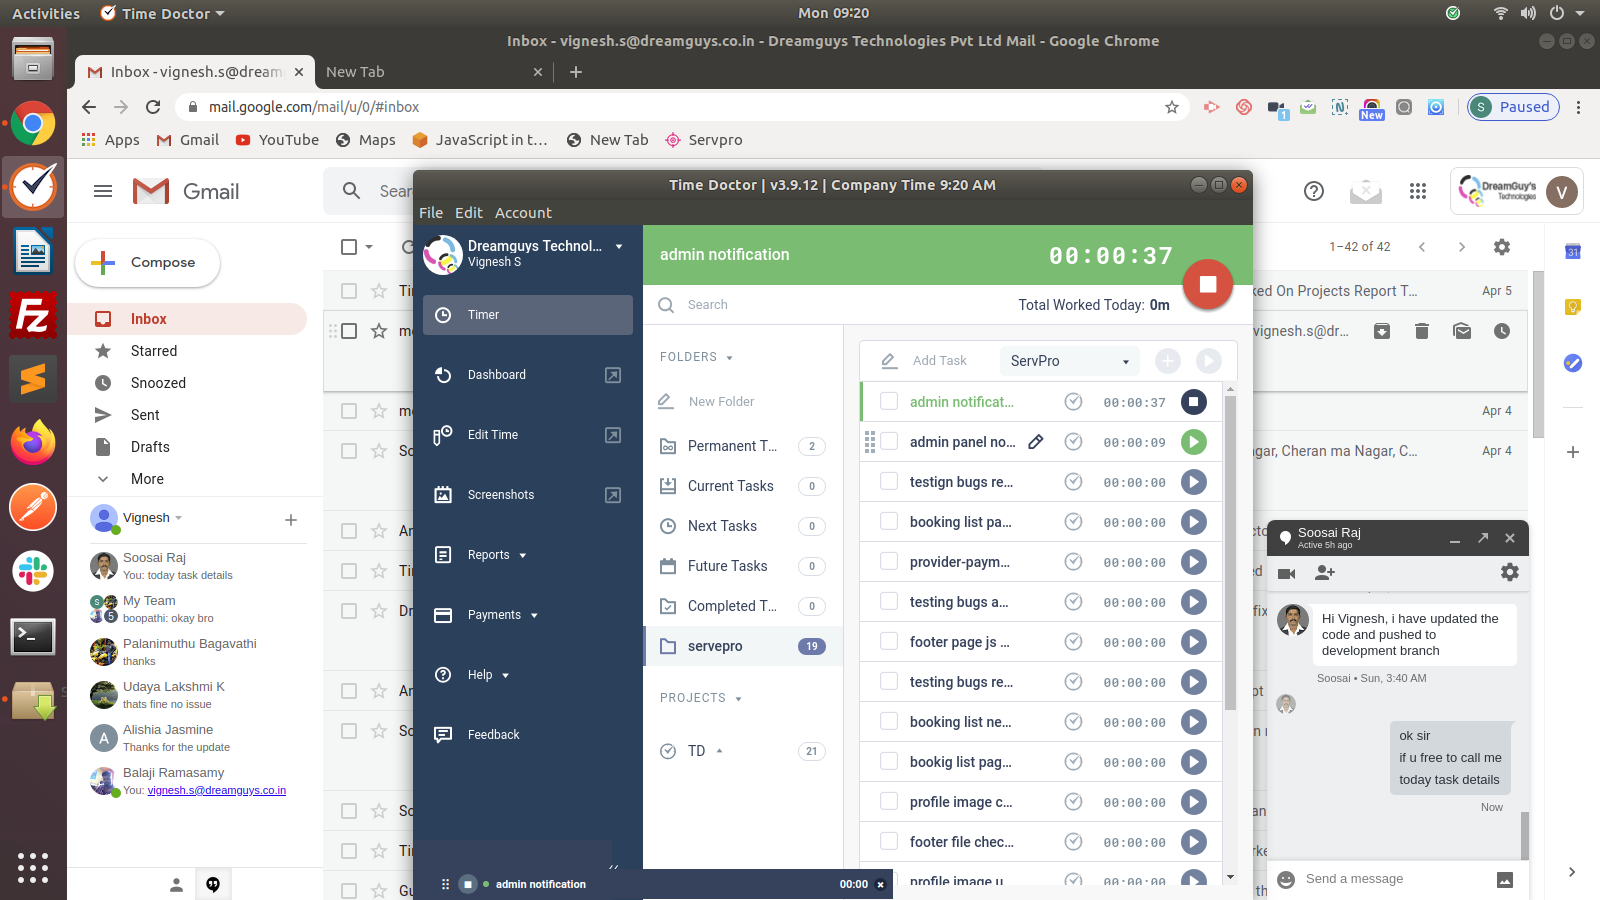 Activities
Time Doctor
Mon 09:20
Inbox - vignesh.s@dreamguys.co.in - Dreamguys Technologies Pvt Ltd Mail - Google Chrome
Inbox - vignesh.s@dream
New Tab
mail.google.com/mail/u/0/#inbox
1
New
S
Paused
Apps
Gmail
YouTube
Maps
JavaScript in t...
New Tab
Servpro
Gmail
Sear
DreamGuy's
Technologies
V
Compose
Inbox
Starred
Snoozed
Sent
Drafts
More
Vignesh
Soosai Raj
You: today task details
My Team
boopathi: okay bro
Palanimuthu Bagavathi
thanks
Udaya Lakshmi K
thats fine no issue
Alishia Jasmine
Thanks for the update
Balaji Ramasamy
You: vignesh.s@dreamguys.co.in
1–42 of 42
ked On Projects Report T...
Apr 5
vignesh.s@dr...
Apr 4
gar, Cheran ma Nagar, C...
Apr 4
Time Doctor | v3.9.12 | Company Time 9:20 AM
File
Edit
Account
Dreamguys Technol...
Vignesh S
Timer
Dashboard
Edit Time
Screenshots
Reports
Payments
Help
Feedback
admin notification
00:00:37
Search
Total Worked Today: 0m
FOLDERS
New Folder
Permanent T...
2
Current Tasks
0
Next Tasks
0
Future Tasks
0
Completed T...
0
servepro
19
PROJECTS
TD
21
Add Task
ServPro
admin notificat...
00:00:37
admin panel no...
00:00:09
testign bugs re...
00:00:00
booking list pa...
00:00:00
provider-paym...
00:00:00
testing bugs a...
00:00:00
footer page js ...
00:00:00
testing bugs re...
00:00:00
booking list ne...
00:00:00
bookig list pag...
00:00:00
profile image c...
00:00:00
footer file chec...
00:00:00
profile image u
00:00:00
admin notification
00:00
Soosai Raj
Active 5h ago
Hi Vignesh, i have updated the
code and pushed to
development branch
Soosai • Sun, 3:40 AM
ok sir
if u free to call me
today task details
Now
Send a message